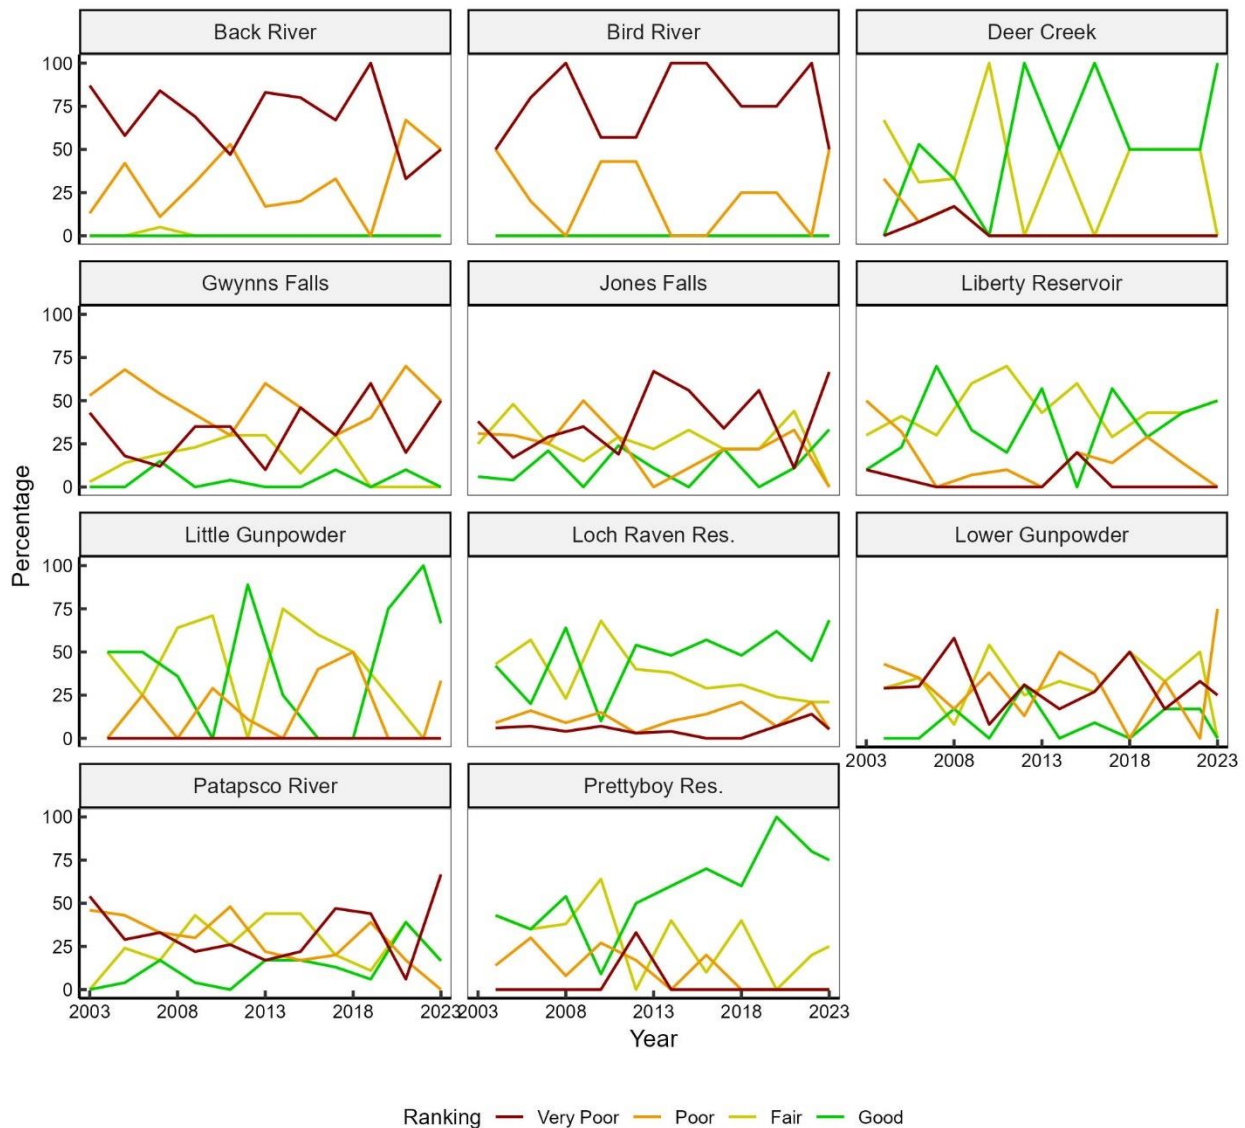 Back River
Bird River
Deer Creek
100
75
50
25
0
Gwynns Falls
Jones Falls
Liberty Reservoir
100
75
50
25
0
Percentage
Little Gunpowder
Loch Raven Res.
Lower Gunpowder
100
75
50
25
0
2003 2008 2013 2018 2023
Patapsco River
Prettyboy Res.
100
75
50
25
0
2003 2008 2013 2018 2023
2003 2008 2013 2018 2023
Year
Ranking Very Poor Poor Fair Good